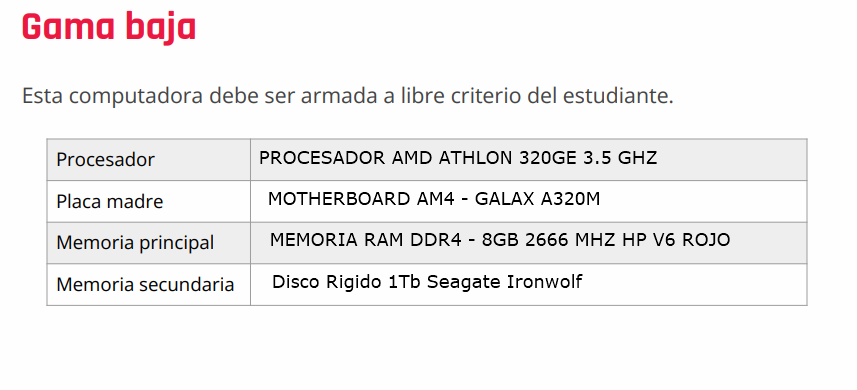 Gama baja
Esta computadora debe ser armada a libre criterio del estudiante.
Procesador PROCESADOR AMD ATHLON 320GE 3.5 GHZ
Placa madre MOTHERBOARD AM4 - GALAX A320M
Memoria principal MEMORIA RAM DDR4 - 8GB 2666 MHZ HP V6 ROJO
Memoria secundaria Disco Rigido 1Tb Seagate Ironwolf